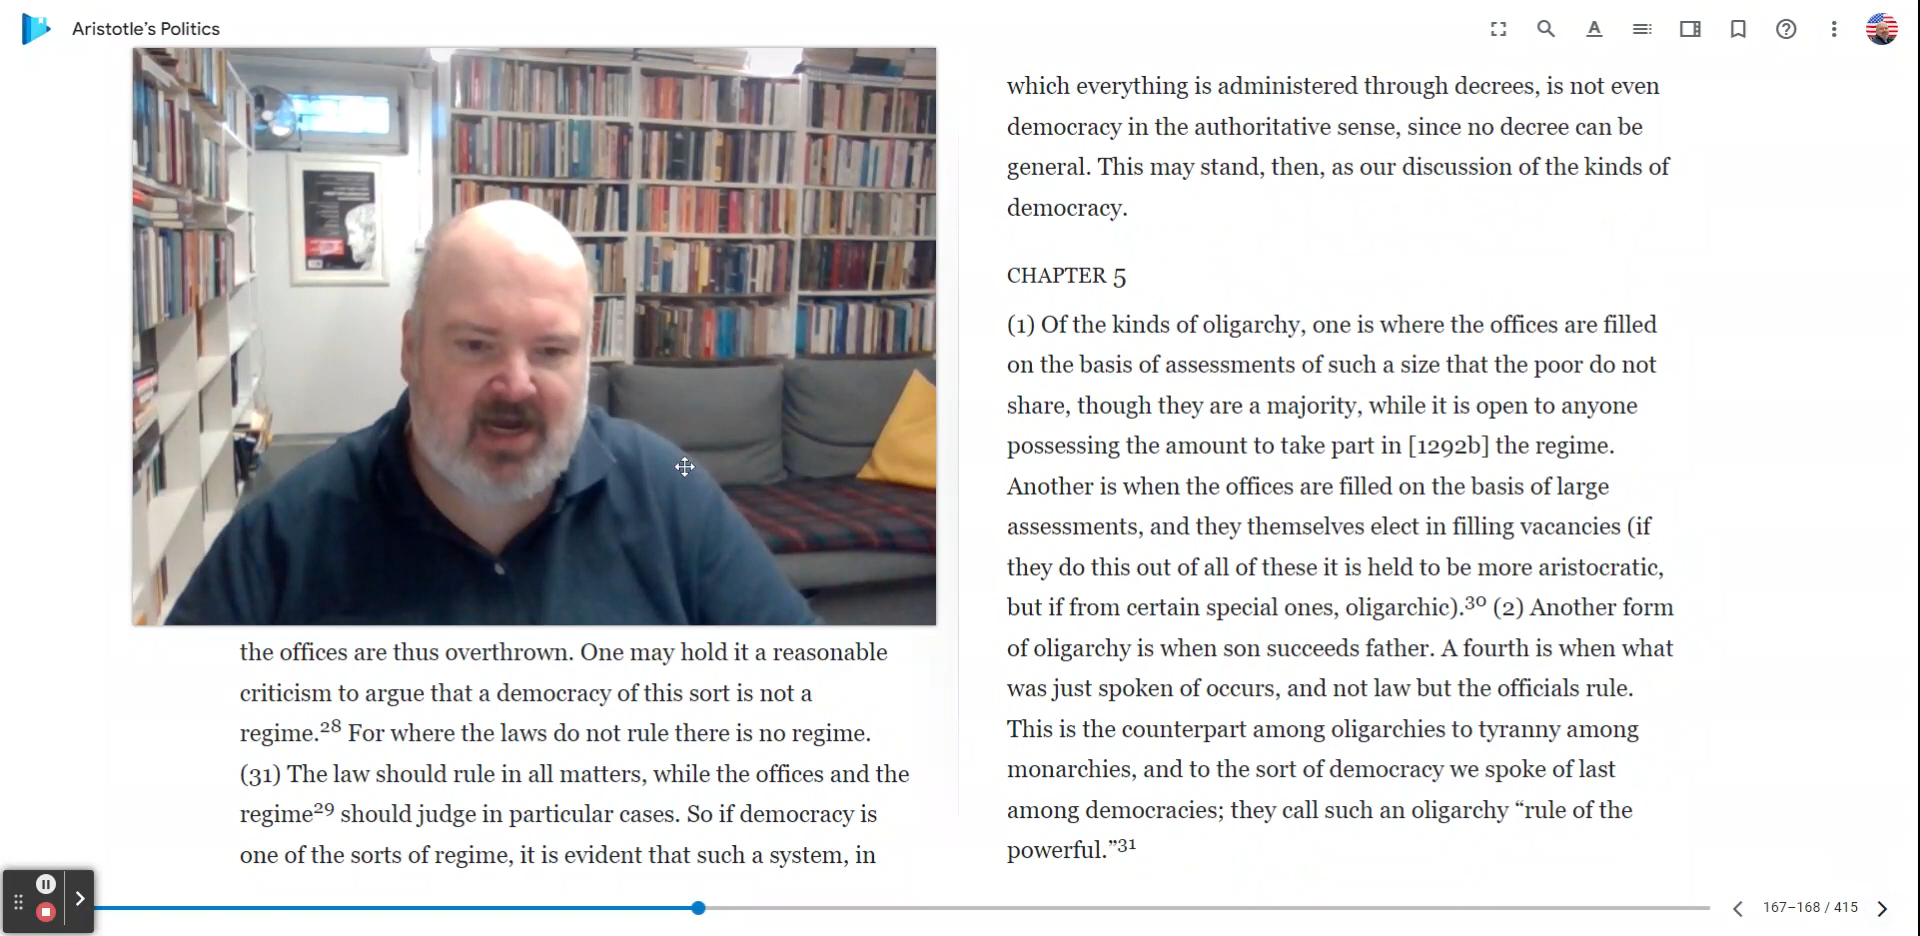 Aristotle’s Politics
the offices are thus overthrown. One may hold it a reasonable
criticism to argue that a democracy of this sort is not a
regime.28 For where the laws do not rule there is no regime.
(31) The law should rule in all matters, while the offices and the
regime29 should judge in particular cases. So if democracy is
one of the sorts of regime, it is evident that such a system, in
which everything is administered through decrees, is not even
democracy in the authoritative sense, since no decree can be
general. This may stand, then, as our discussion of the kinds of
democracy.
CHAPTER 5
(1) Of the kinds of oligarchy, one is where the offices are filled
on the basis of assessments of such a size that the poor do not
share, though they are a majority, while it is open to anyone
possessing the amount to take part in [1292b] the regime.
Another is when the offices are filled on the basis of large
assessments, and they themselves elect in filling vacancies (if
they do this out of all of these it is held to be more aristocratic,
but if from certain special ones, oligarchic).30 (2) Another form
of oligarchy is when son succeeds father. A fourth is when what
was just spoken of occurs, and not law but the officials rule.
This is the counterpart among oligarchies to tyranny among
monarchies, and to the sort of democracy we spoke of last
among democracies; they call such an oligarchy “rule of the
powerful.”31
167–168 / 415